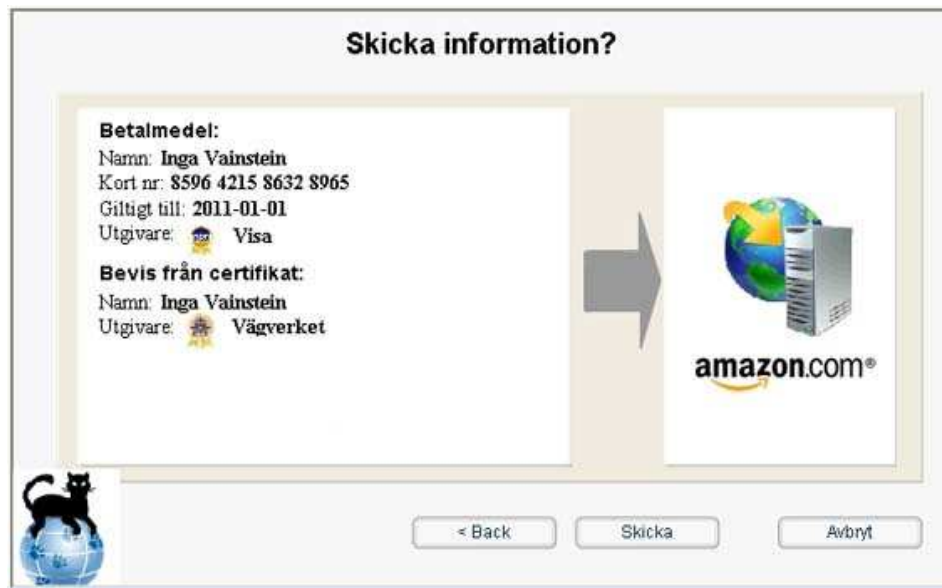 Skicka information?
Betalmedel:
Namn: Inga Vainstein
Kort nr: 8596 4215 8632 8965
Giltigt till: 2011-01-01
Utgivare: Visa
Bevis från certifikat:
Namn: Inga Vainstein
Utgivare: Vägverket
amazon.com®
< Back
Skicka
Avbryt